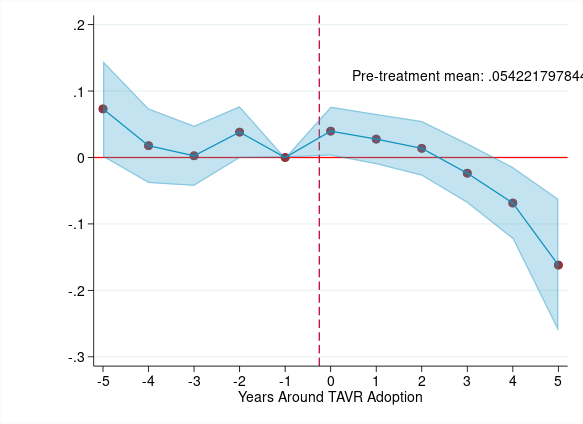 .2
Pre-treatment mean: .054221797844
.1
0
-.1
-.2
-.3
-5 -4 -3 -2 -1 0 1 2 3 4 5
Years Around TAVR Adoption